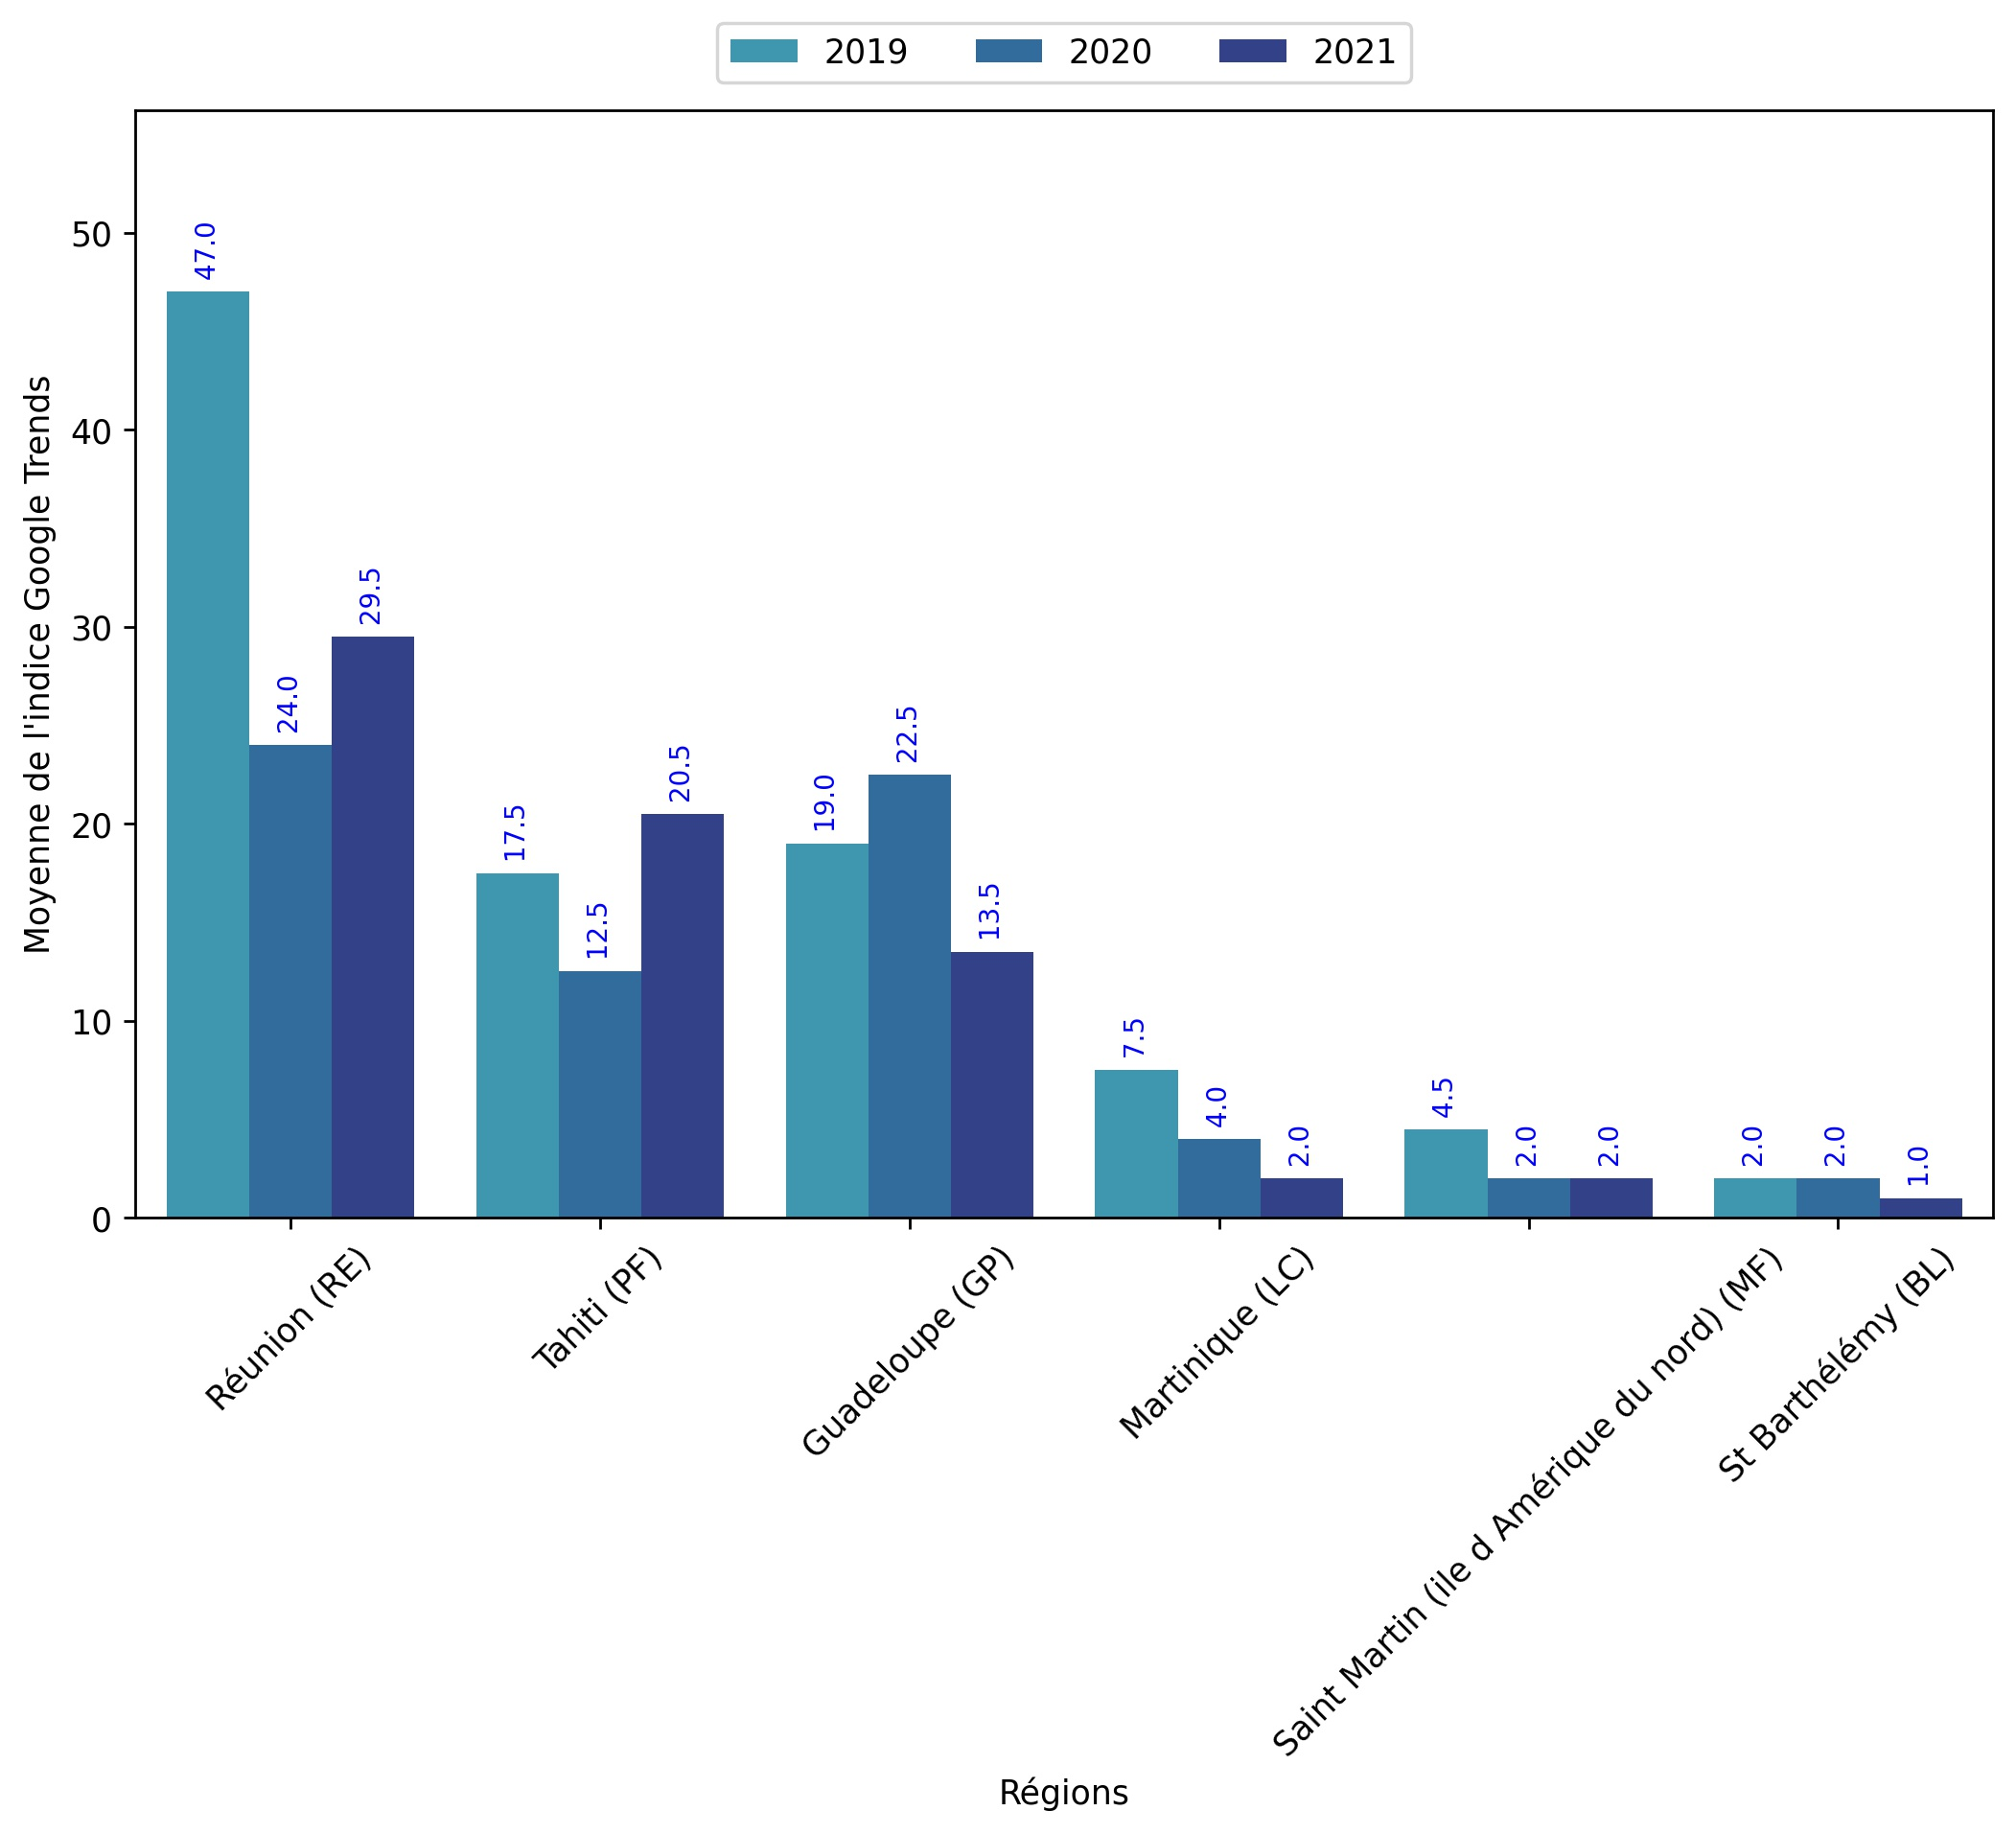 2019 2020 2021
Moyenne de l'indice Google Trends
50
40
30
20
10
0
47.0 24.0 29.5
17.5 12.5 20.5
19.0 22.5 13.5
7.5 4.0 2.0
4.5 2.0 2.0
2.0 2.0 1.0
Réunion (RE)
Tahiti (PF)
Guadeloupe (GP)
Martinique (LC)
Saint Martin (ile d Amérique du nord) (MF)
St Barthélémy (BL)
Régions